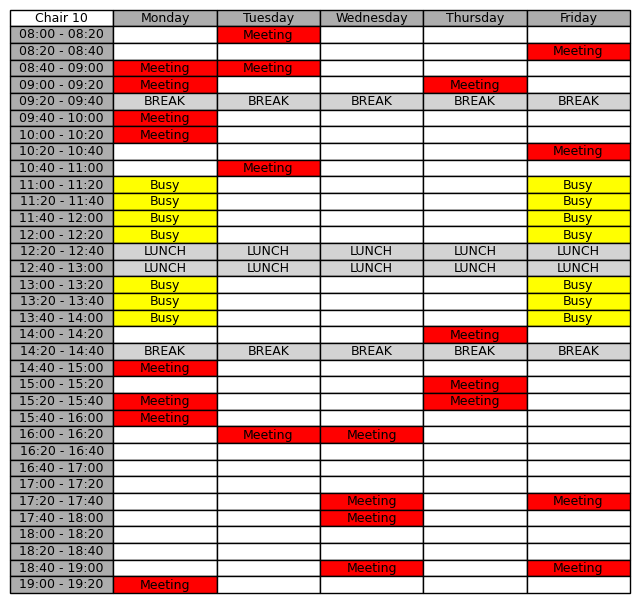 Chair 10 Monday Tuesday Wednesday Thursday Friday
08:00 - 08:20 Meeting
08:20 - 08:40 Meeting
08:40 - 09:00 Meeting Meeting
09:00 - 09:20 Meeting Meeting
09:20 - 09:40 BREAK BREAK BREAK BREAK BREAK
09:40 - 10:00 Meeting
10:00 - 10:20 Meeting
10:20 - 10:40 Meeting
10:40 - 11:00 Meeting
11:00 - 11:20 Busy Busy
11:20 - 11:40 Busy Busy
11:40 - 12:00 Busy Busy
12:00 - 12:20 Busy Busy
12:20 - 12:40 LUNCH LUNCH LUNCH LUNCH LUNCH
12:40 - 13:00 LUNCH LUNCH LUNCH LUNCH LUNCH
13:00 - 13:20 Busy Busy
13:20 - 13:40 Busy Busy
13:40 - 14:00 Busy Busy
14:00 - 14:20 Meeting
14:20 - 14:40 BREAK BREAK BREAK BREAK BREAK
14:40 - 15:00 Meeting
15:00 - 15:20 Meeting
15:20 - 15:40 Meeting Meeting
15:40 - 16:00 Meeting
16:00 - 16:20 Meeting Meeting
16:20 - 16:40
16:40 - 17:00
17:00 - 17:20
17:20 - 17:40 Meeting Meeting
17:40 - 18:00 Meeting
18:00 - 18:20
18:20 - 18:40
18:40 - 19:00 Meeting Meeting
19:00 - 19:20 Meeting